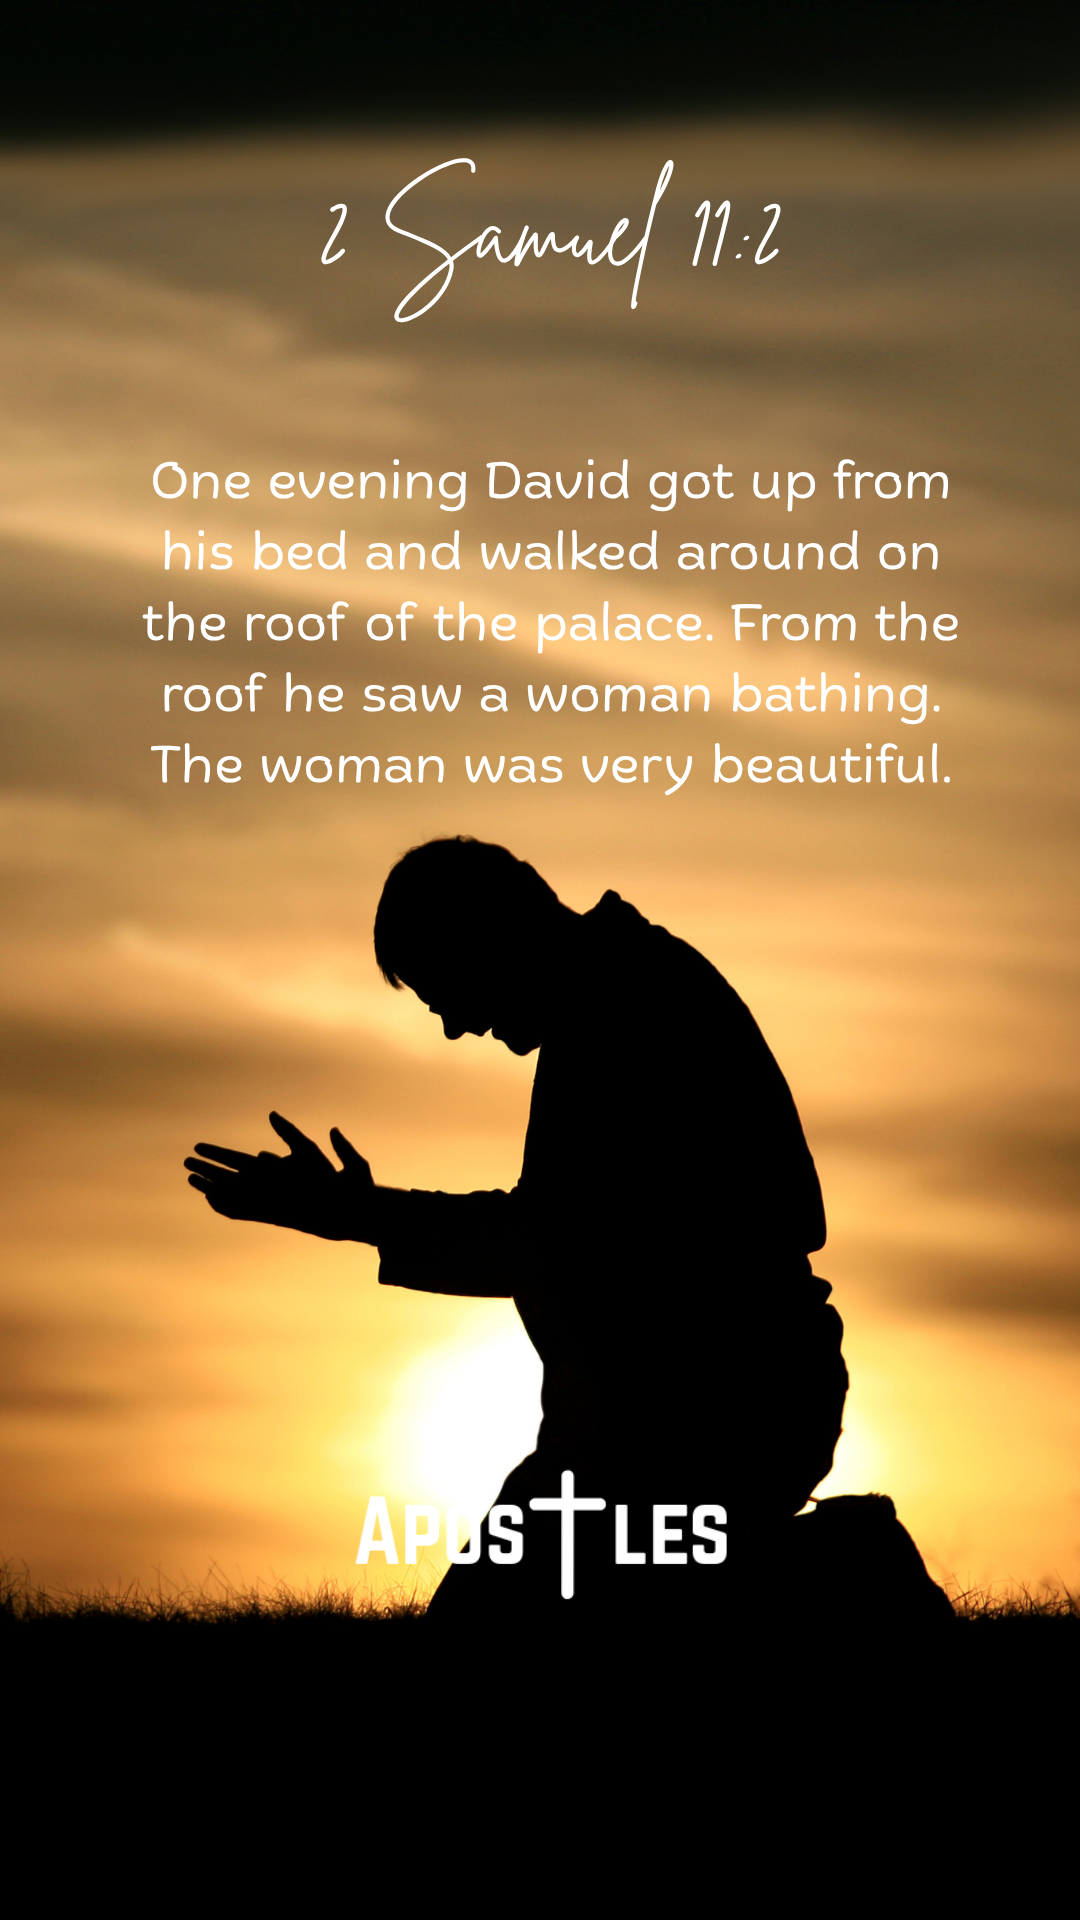 2 Samuel 11:2
One evening David got up from
his bed and walked around on
the roof of the palace. From the
roof he saw a woman bathing.
The woman was very beautiful.
APOSTLES